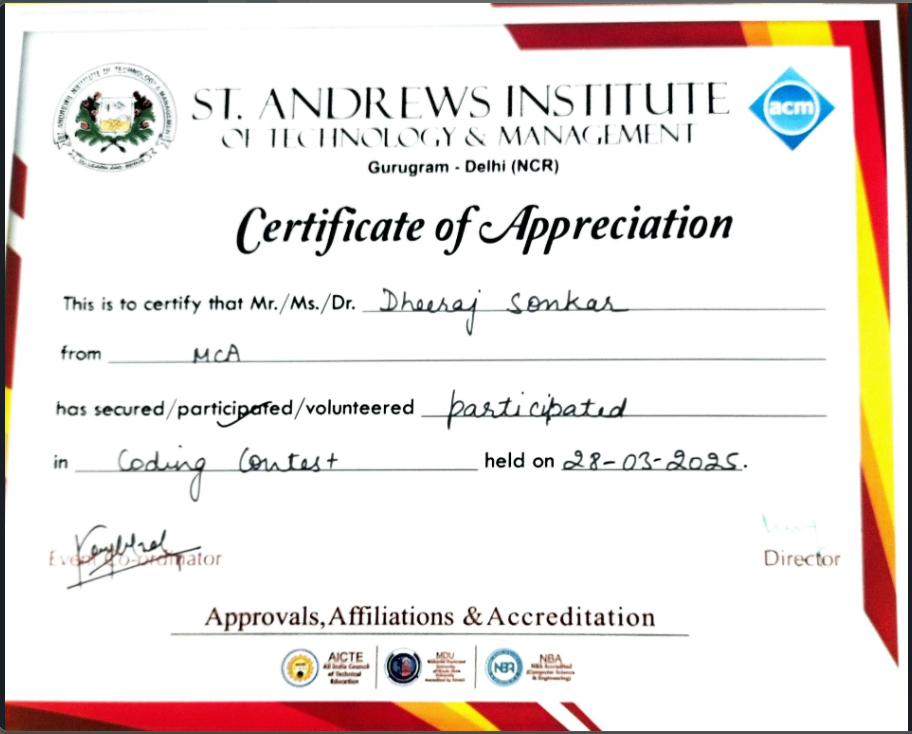 ST. ANDREWS INSTITUTE
OF TECHNOLOGY & MANAGEMENT
acm
Gurugram - Delhi (NCR)
Certificate of Appreciation
This is to certify that Mr./Ms./Dr. Dheeraj Sonkar
from MCA
has secured/participated/volunteered participated
in Coding Contest held on 28-03-2025.
Event Co-ordinator
Director
Approvals, Affiliations & Accreditation
AICTE
All India Council
of Technical
Education
MDU
NBA
NBA Accredited
(Computer Science
& Engineering)